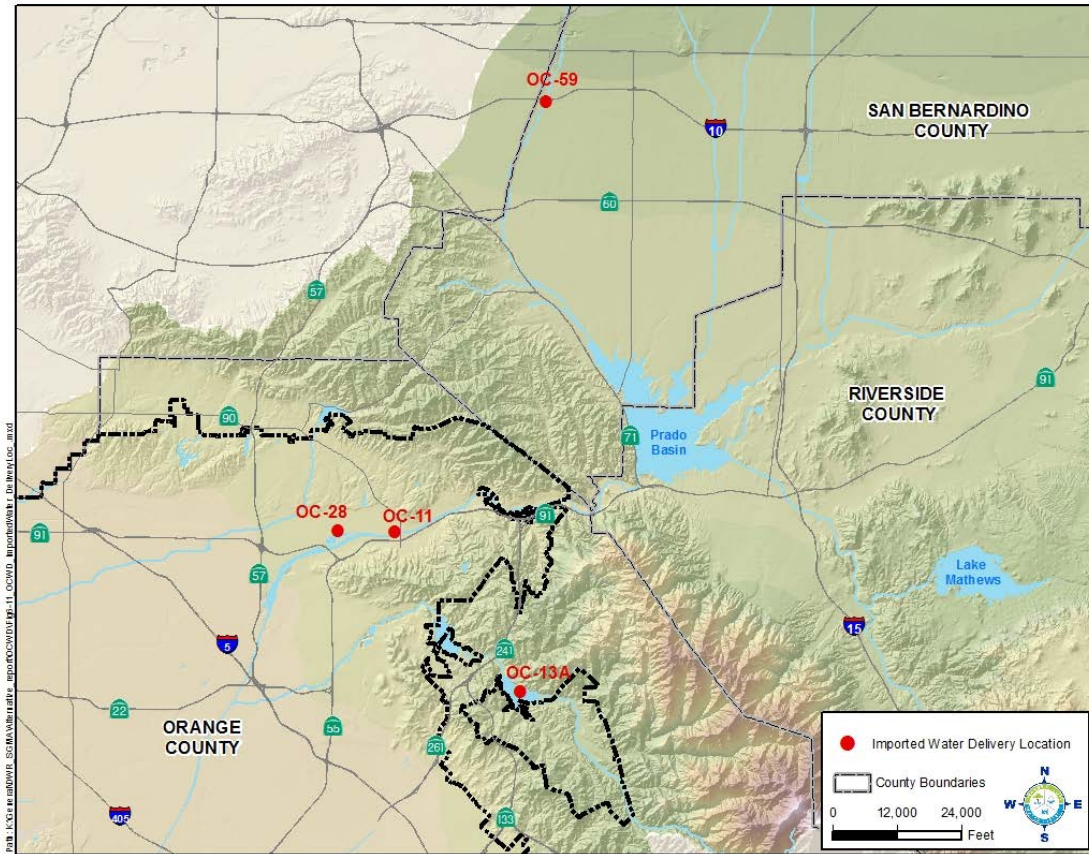 OC-59
SAN BERNARDINO
COUNTY
10
60
57
RIVERSIDE
COUNTY
91
90
71
Prado
Basin
OC-28
OC-11
91
91
57
Lake
Mathews
15
5
241
OC-13A
22
ORANGE
COUNTY
55
261
405
133
Imported Water Delivery Location
County Boundaries
0
12,000
24,000
Feet
N
W
E
S